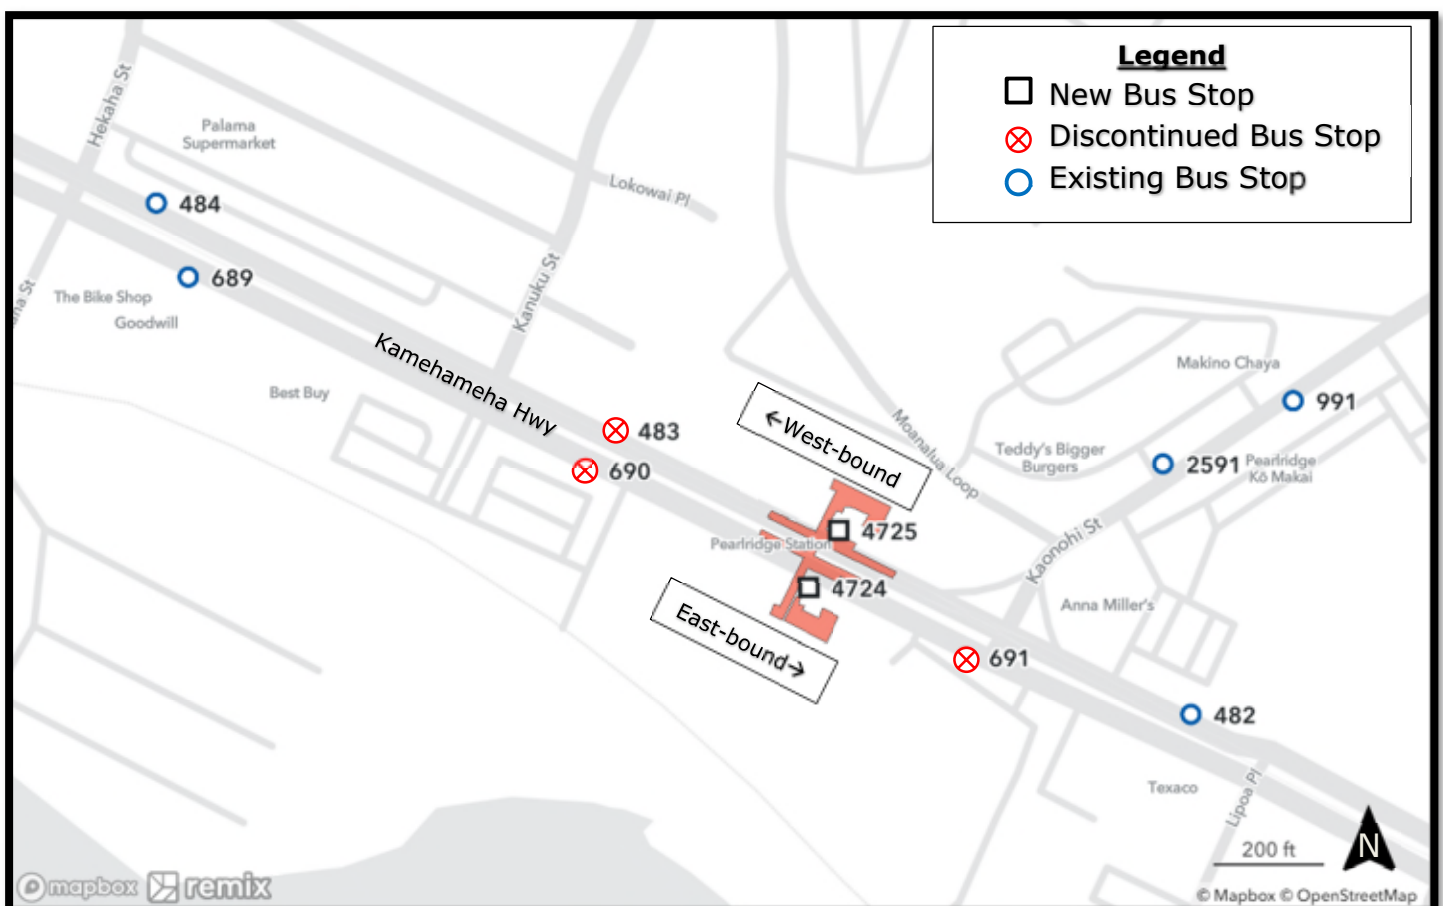 Legend
New Bus Stop
Discontinued Bus Stop
Existing Bus Stop
Hekaha St
Palama
Supermarket
484
Lokowai Pl
689
The Bike Shop
Goodwill
Kanuku St
Kamehameha Hwy
Best Buy
Makino Chaya
991
483
690
←West-bound
Moanalua Loop
Teddy's Bigger
Burgers
2591
Pearlridge
Kō Makai
4725
Pearlridge Station
4724
Kaonohi St
Anna Miller's
East-bound→
691
482
Texaco
Lipoa Pl
200 ft
N
mapbox
remix
© Mapbox © OpenStreetMap